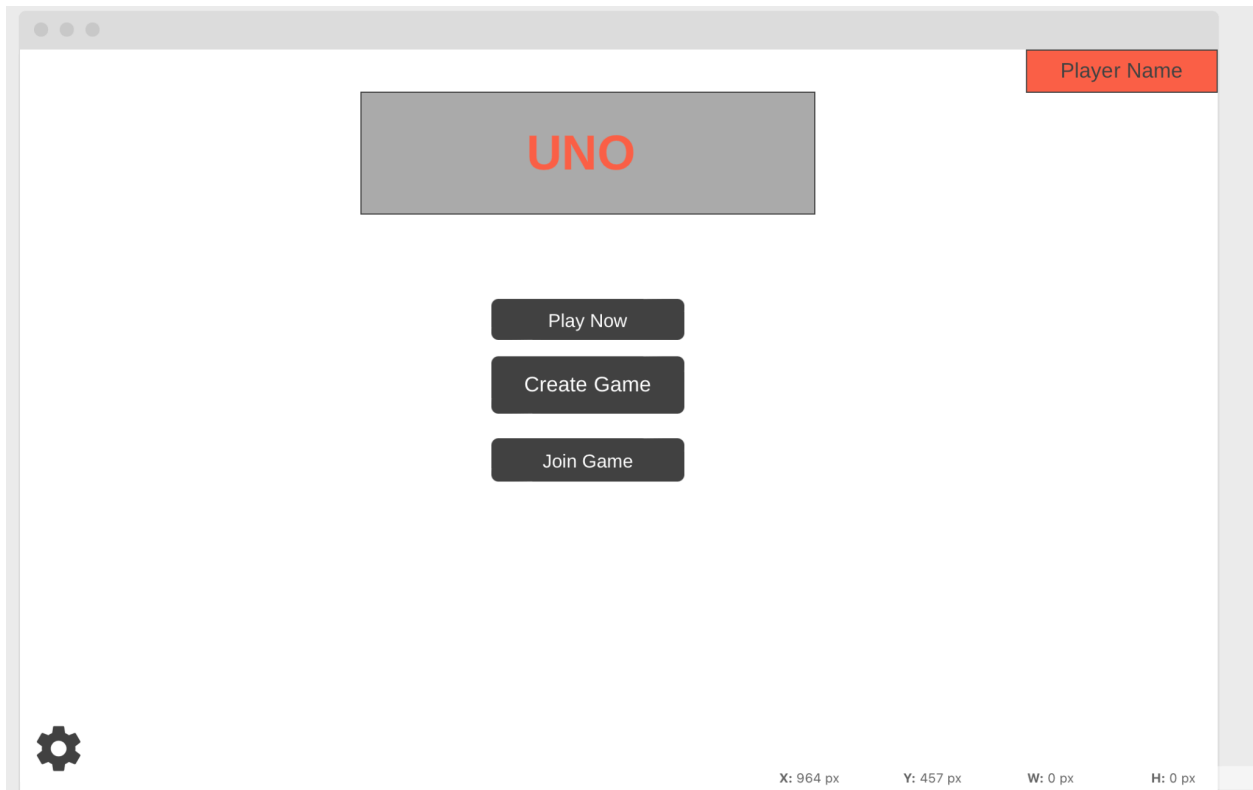 Player Name
UNO
Play Now
Create Game
Join Game
X: 964 px Y: 457 px W: 0 px H: 0 px